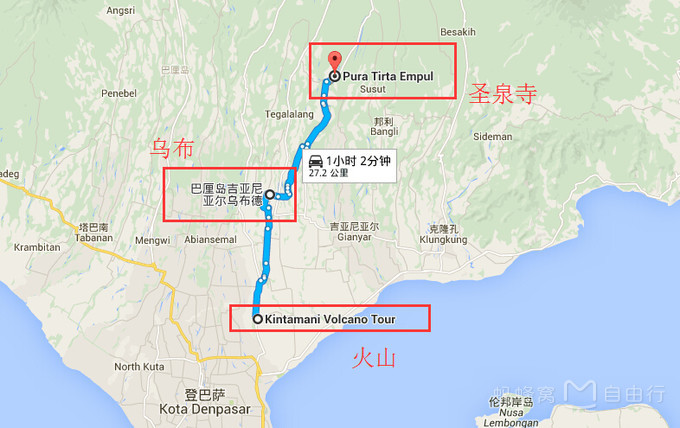 Angsri
Besakih
Penebel
巴厘岛
Pura Tirta Empul
Susut
圣泉寺
Tegalalang
邦利
Bangli
Sideman
乌布
1小时 2分钟
27.2 公里
巴厘岛吉亚尼
亚尔乌布德
adeg
塔巴南
Tabanan
Krambitan
Mengwi
Abiansemal
吉亚尼亚尔
Gianyar
克隆孔
Klungkung
Kintamani Volcano Tour
火山
North Kuta
登巴萨
Kota Denpasar
蚂蜂窝 自由行
伦邦岸岛
Nusa
Lembongan